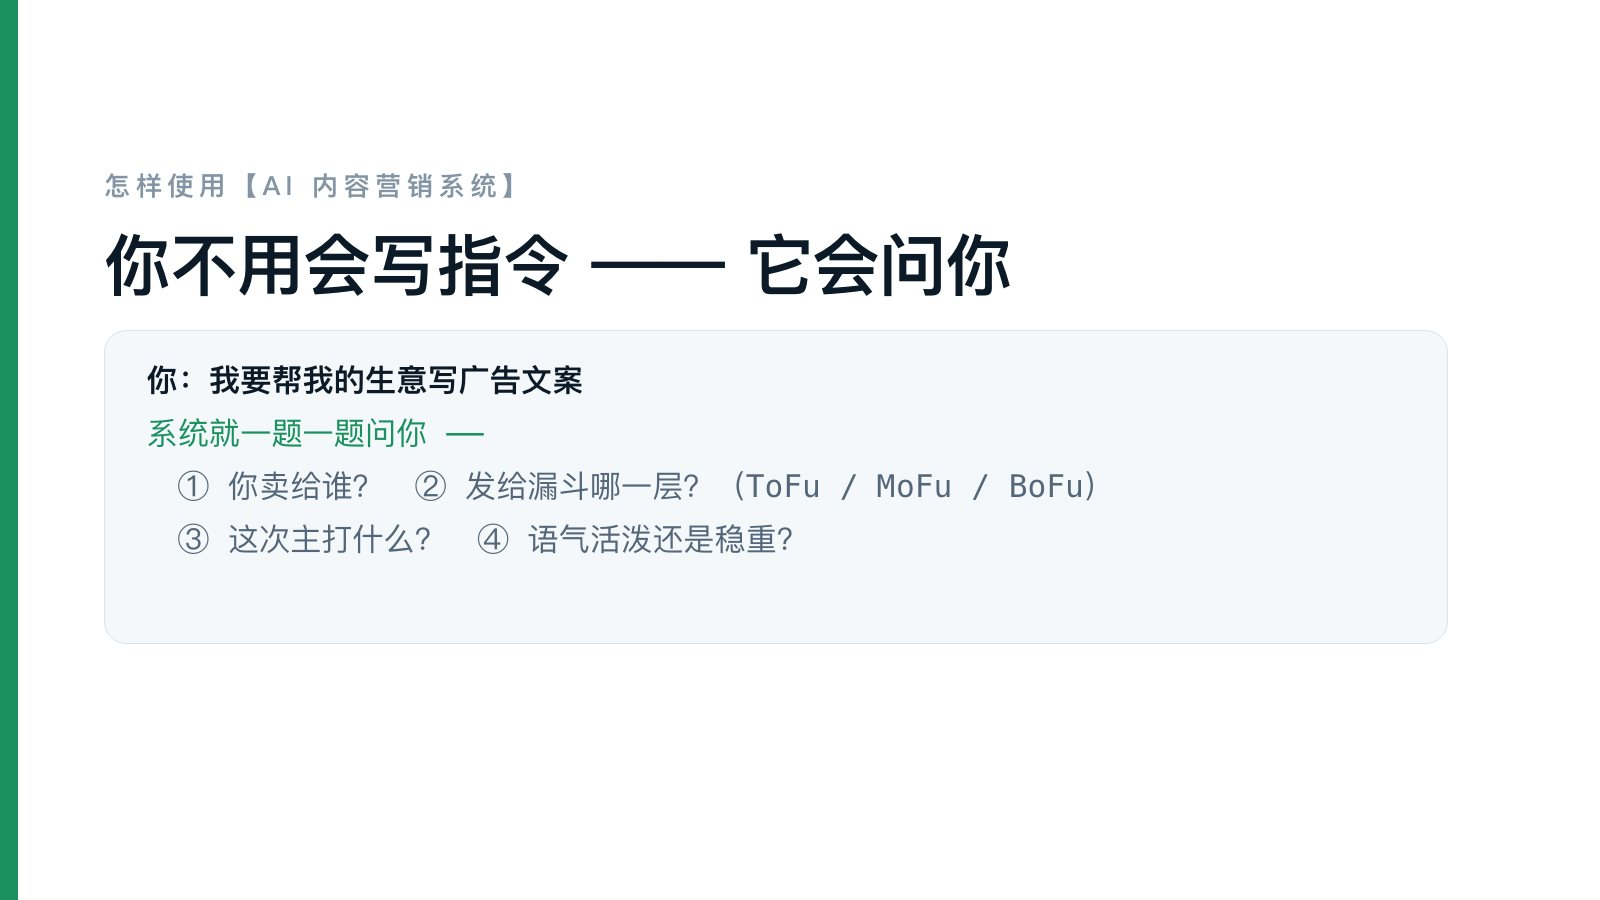 怎样使用【AI 内容营销系统】
你不用会写指令 —— 它会问你
你：我要帮我的生意写广告文案
系统就一题一题问你 ——
① 你卖给谁？ ② 发给漏斗哪一层？（ToFu / MoFu / BoFu）
③ 这次主打什么？ ④ 语气活泼还是稳重？